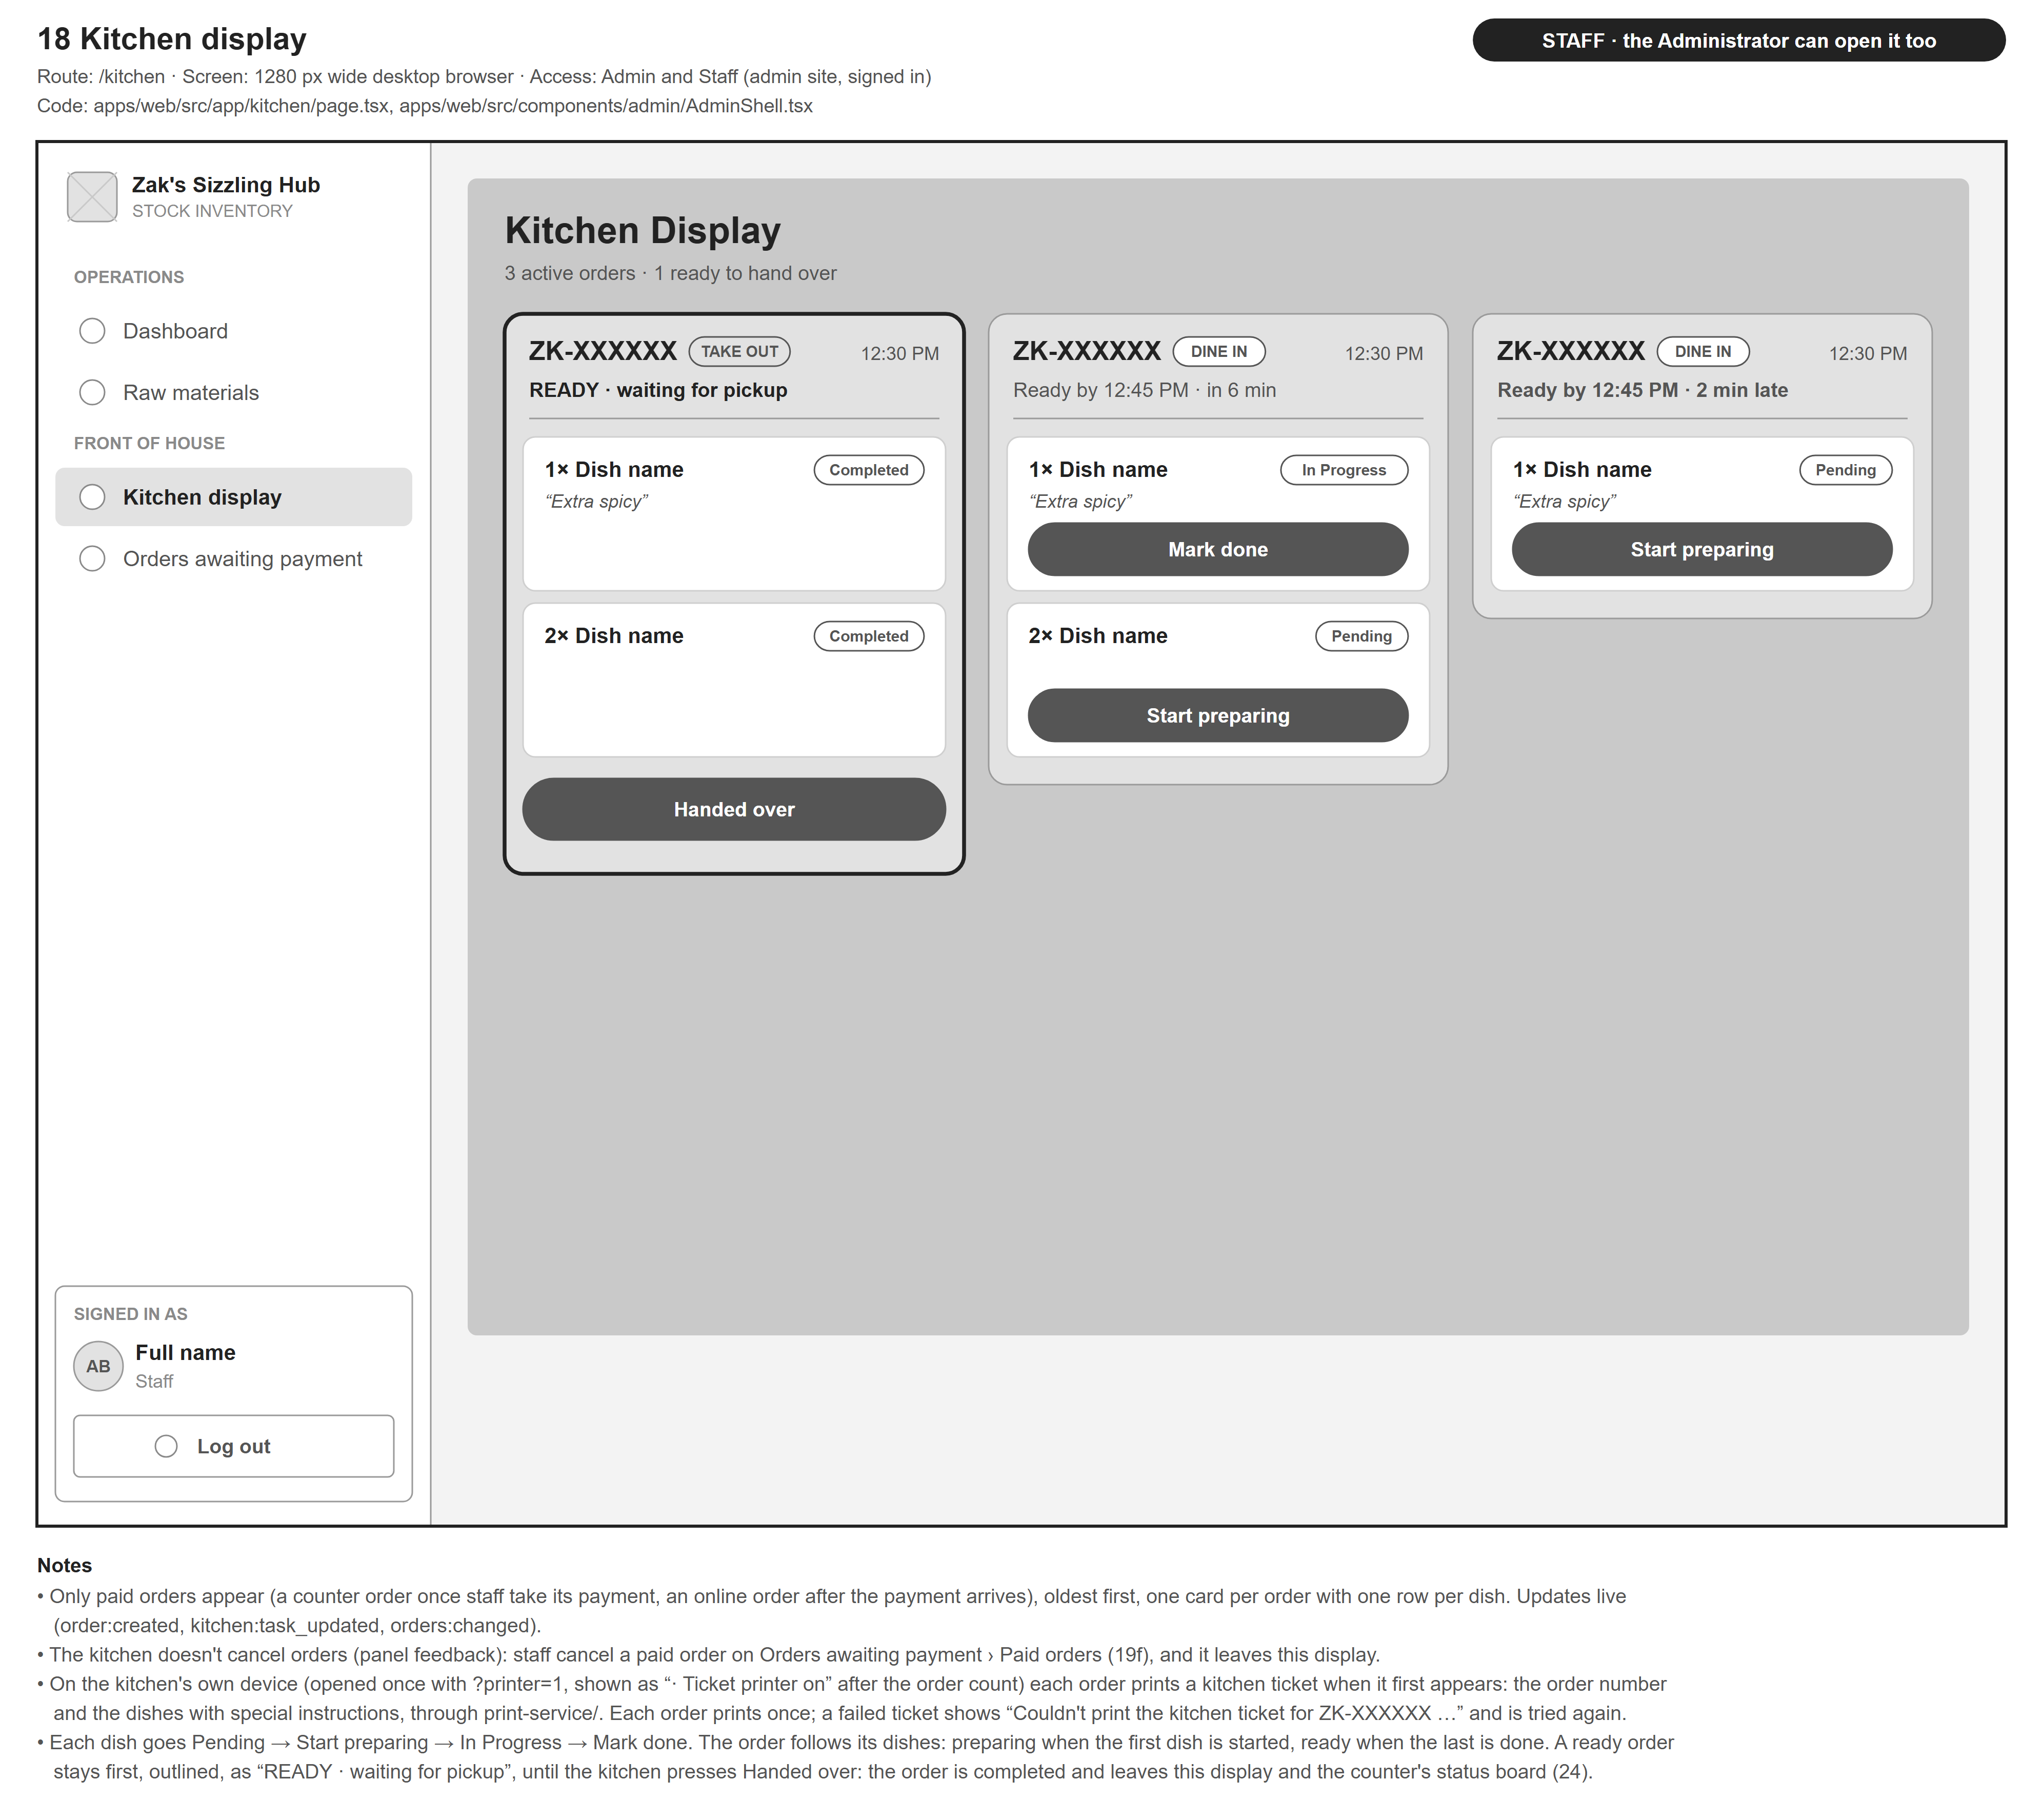 18 Kitchen display
STAFF · the Administrator can open it too
Route: /kitchen · Screen: 1280 px wide desktop browser · Access: Admin and Staff (admin site, signed in)
Code: apps/web/src/app/kitchen/page.tsx, apps/web/src/components/admin/AdminShell.tsx
Zak's Sizzling Hub
STOCK INVENTORY
OPERATIONS
Dashboard
Raw materials
FRONT OF HOUSE
Kitchen display
Orders awaiting payment
SIGNED IN AS
AB
Full name
Staff
Log out
Kitchen Display
3 active orders · 1 ready to hand over
ZK-XXXXXX TAKE OUT 12:30 PM
READY · waiting for pickup
1× Dish name Completed
“Extra spicy”
2× Dish name Completed
Handed over
ZK-XXXXXX DINE IN 12:30 PM
Ready by 12:45 PM · in 6 min
1× Dish name In Progress
“Extra spicy”
Mark done
2× Dish name Pending
Start preparing
ZK-XXXXXX DINE IN 12:30 PM
Ready by 12:45 PM · 2 min late
1× Dish name Pending
“Extra spicy”
Start preparing
Notes
• Only paid orders appear (a counter order once staff take its payment, an online order after the payment arrives), oldest first, one card per order with one row per dish. Updates live
(order:created, kitchen:task_updated, orders:changed).
• The kitchen doesn't cancel orders (panel feedback): staff cancel a paid order on Orders awaiting payment › Paid orders (19f), and it leaves this display.
• On the kitchen's own device (opened once with ?printer=1, shown as “· Ticket printer on” after the order count) each order prints a kitchen ticket when it first appears: the order number
and the dishes with special instructions, through print-service/. Each order prints once; a failed ticket shows “Couldn't print the kitchen ticket for ZK-XXXXXX …” and is tried again.
• Each dish goes Pending → Start preparing → In Progress → Mark done. The order follows its dishes: preparing when the first dish is started, ready when the last is done. A ready order
stays first, outlined, as “READY · waiting for pickup”, until the kitchen presses Handed over: the order is completed and leaves this display and the counter's status board (24).